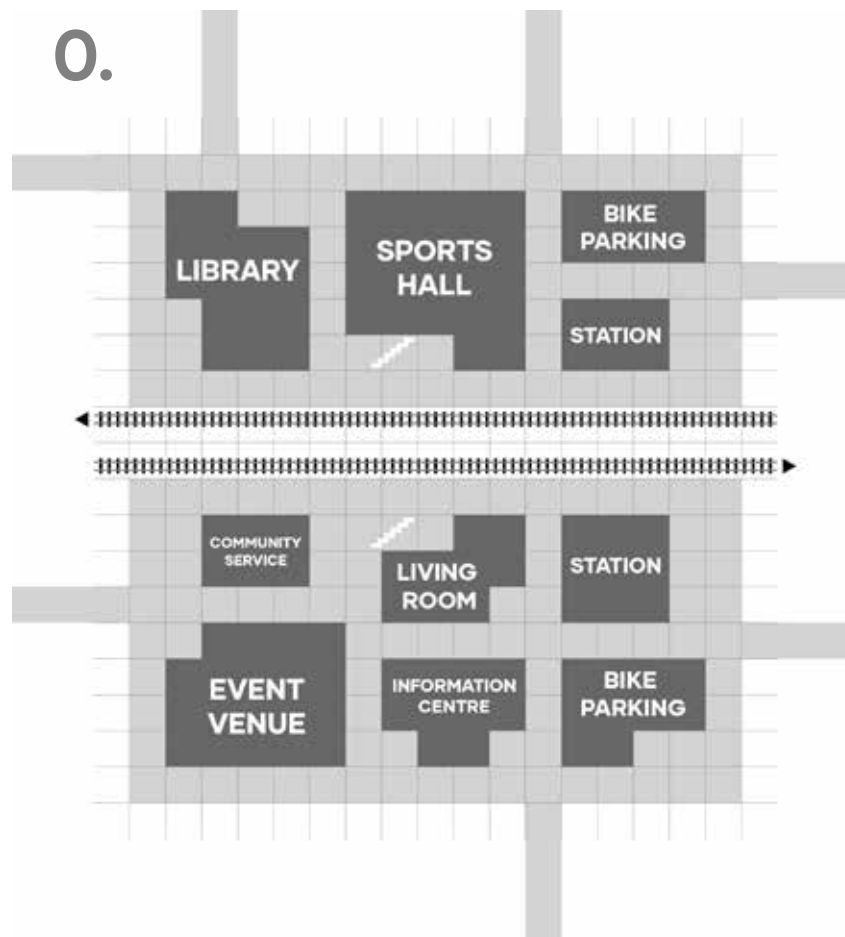 0.
LIBRARY
SPORTS
HALL
BIKE
PARKING
STATION
COMMUNITY
SERVICE
LIVING
ROOM
STATION
EVENT
VENUE
INFORMATION
CENTRE
BIKE
PARKING